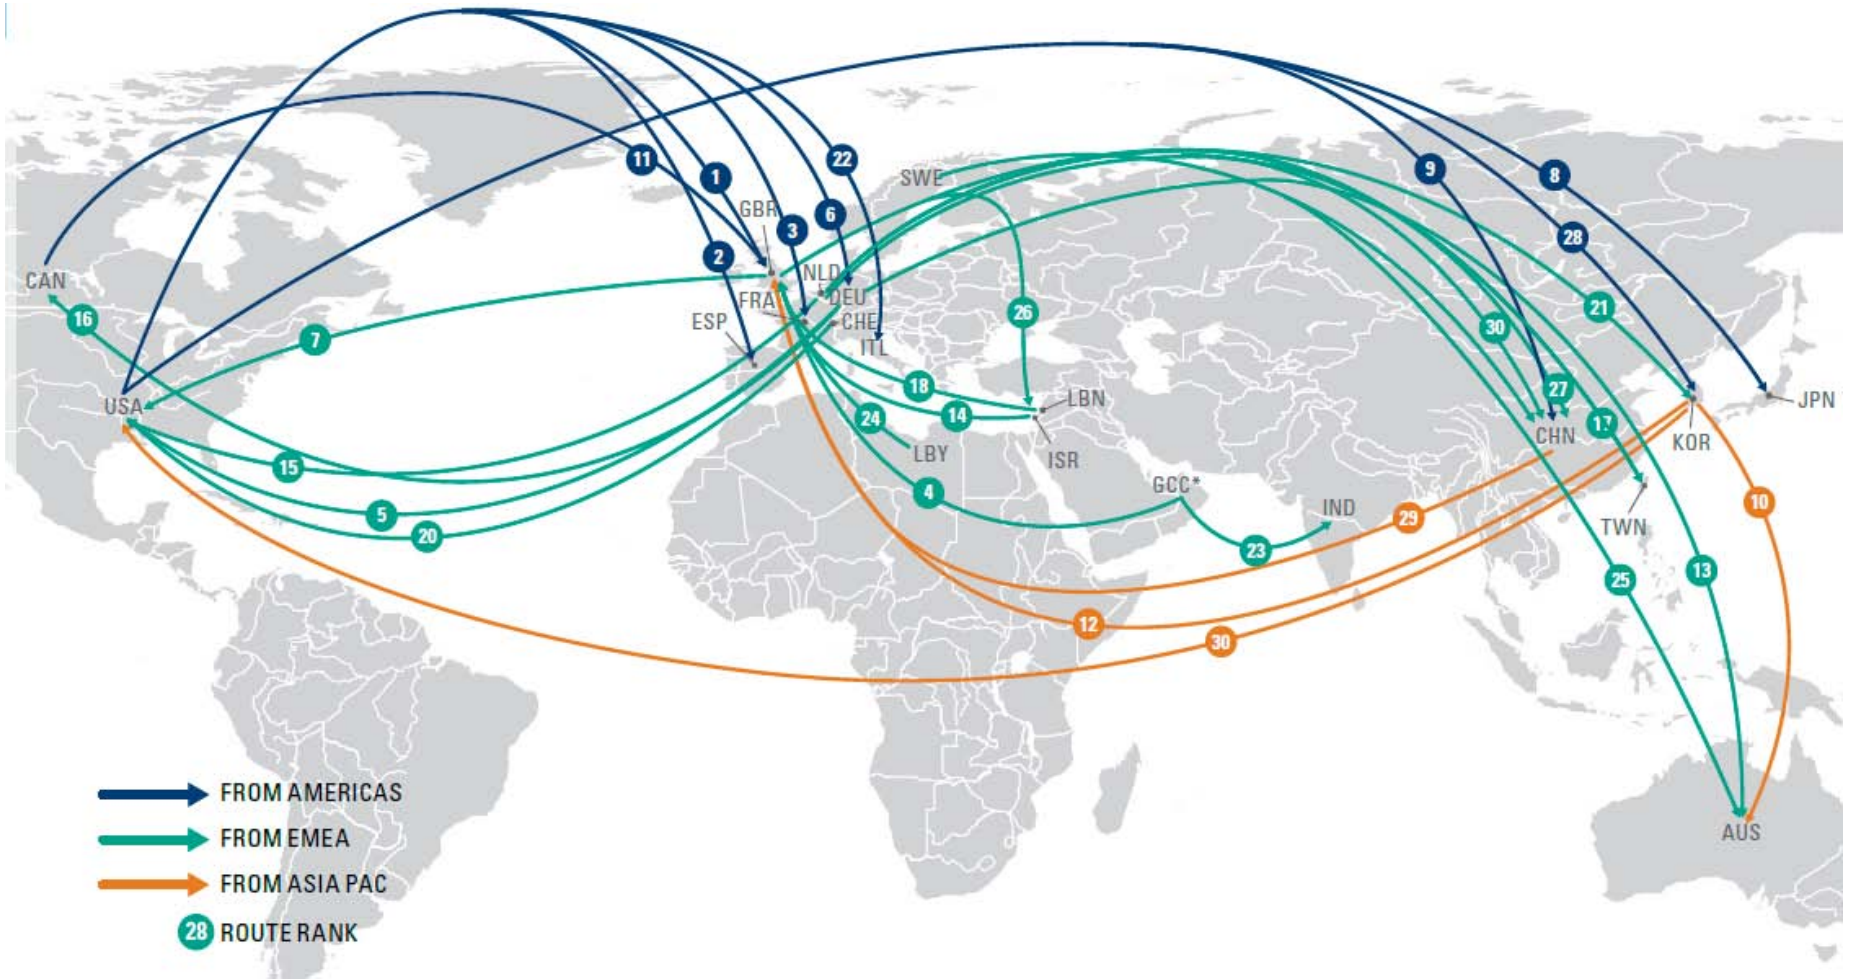 11
1
22
9
8
SWE
GBR
6
3
28
2
CAN
NLD
DEU
FRA
16
26
21
ESP
CHE
30
7
ITL
18
27
LBN
JPN
USA
24
14
17
CHN
KOR
LBY
ISR
15
GCC*
4
IND
10
5
29
TWN
20
23
13
25
12
30
FROM AMERICAS
AUS
FROM EMEA
FROM ASIA PAC
28 ROUTE RANK